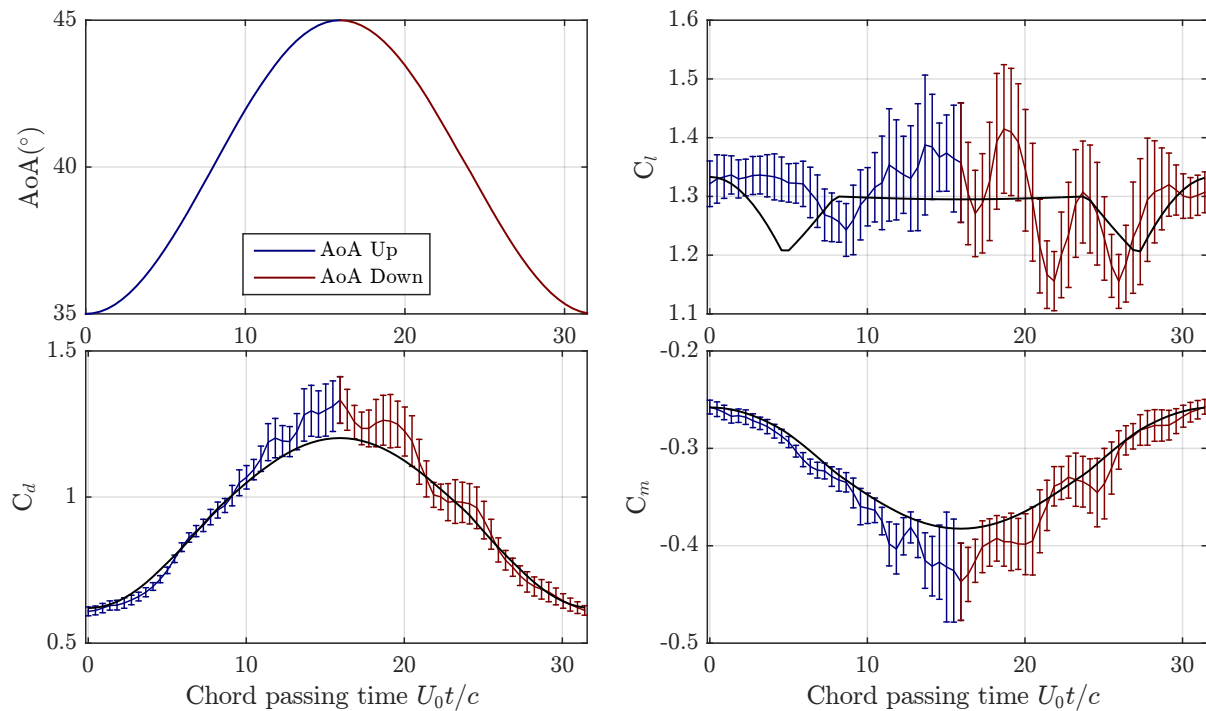 45
40
35
AoA(°)
AoA Up
AoA Down
0 10 20 30
1.6
1.5
1.4
1.3
1.2
1.1
C_l
0 10 20 30
1.5
1
0.5
C_d
0 10 20 30
Chord passing time U_0t/c
-0.2
-0.3
-0.4
-0.5
C_m
0 10 20 30
Chord passing time U_0t/c